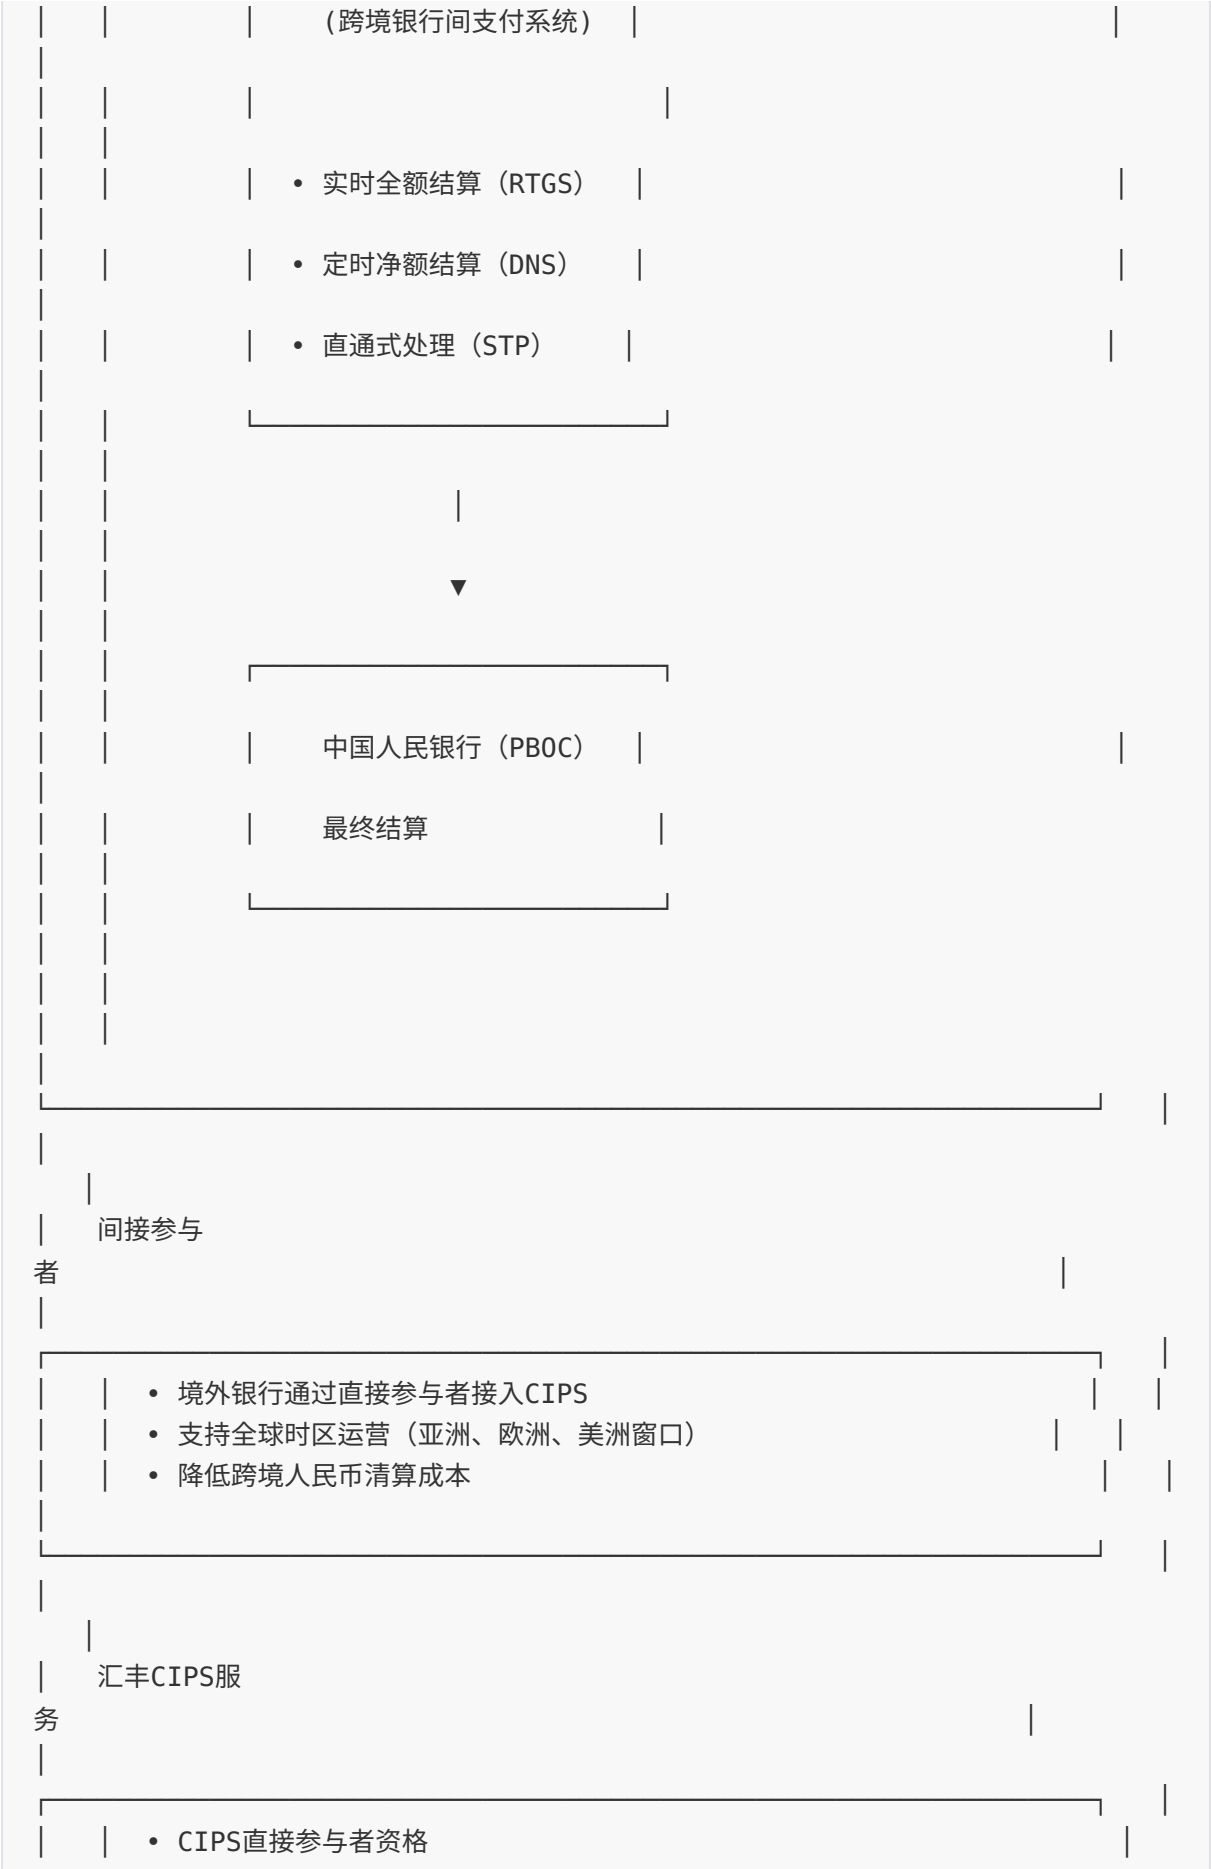 (跨境银行间支付系统)
• 实时全额结算（RTGS）
• 定时净额结算（DNS）
• 直通式处理（STP）
▼
中国人民银行（PBOC）
最终结算
间接参与
者
• 境外银行通过直接参与者接入CIPS
• 支持全球时区运营（亚洲、欧洲、美洲窗口）
• 降低跨境人民币清算成本
汇丰CIPS服
务
• CIPS直接参与者资格